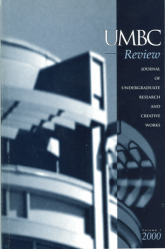 UMBC
Review
JOURNAL
OF
UNDERGRADUATE
RESEARCH
AND
CREATIVE
WORKS
2000